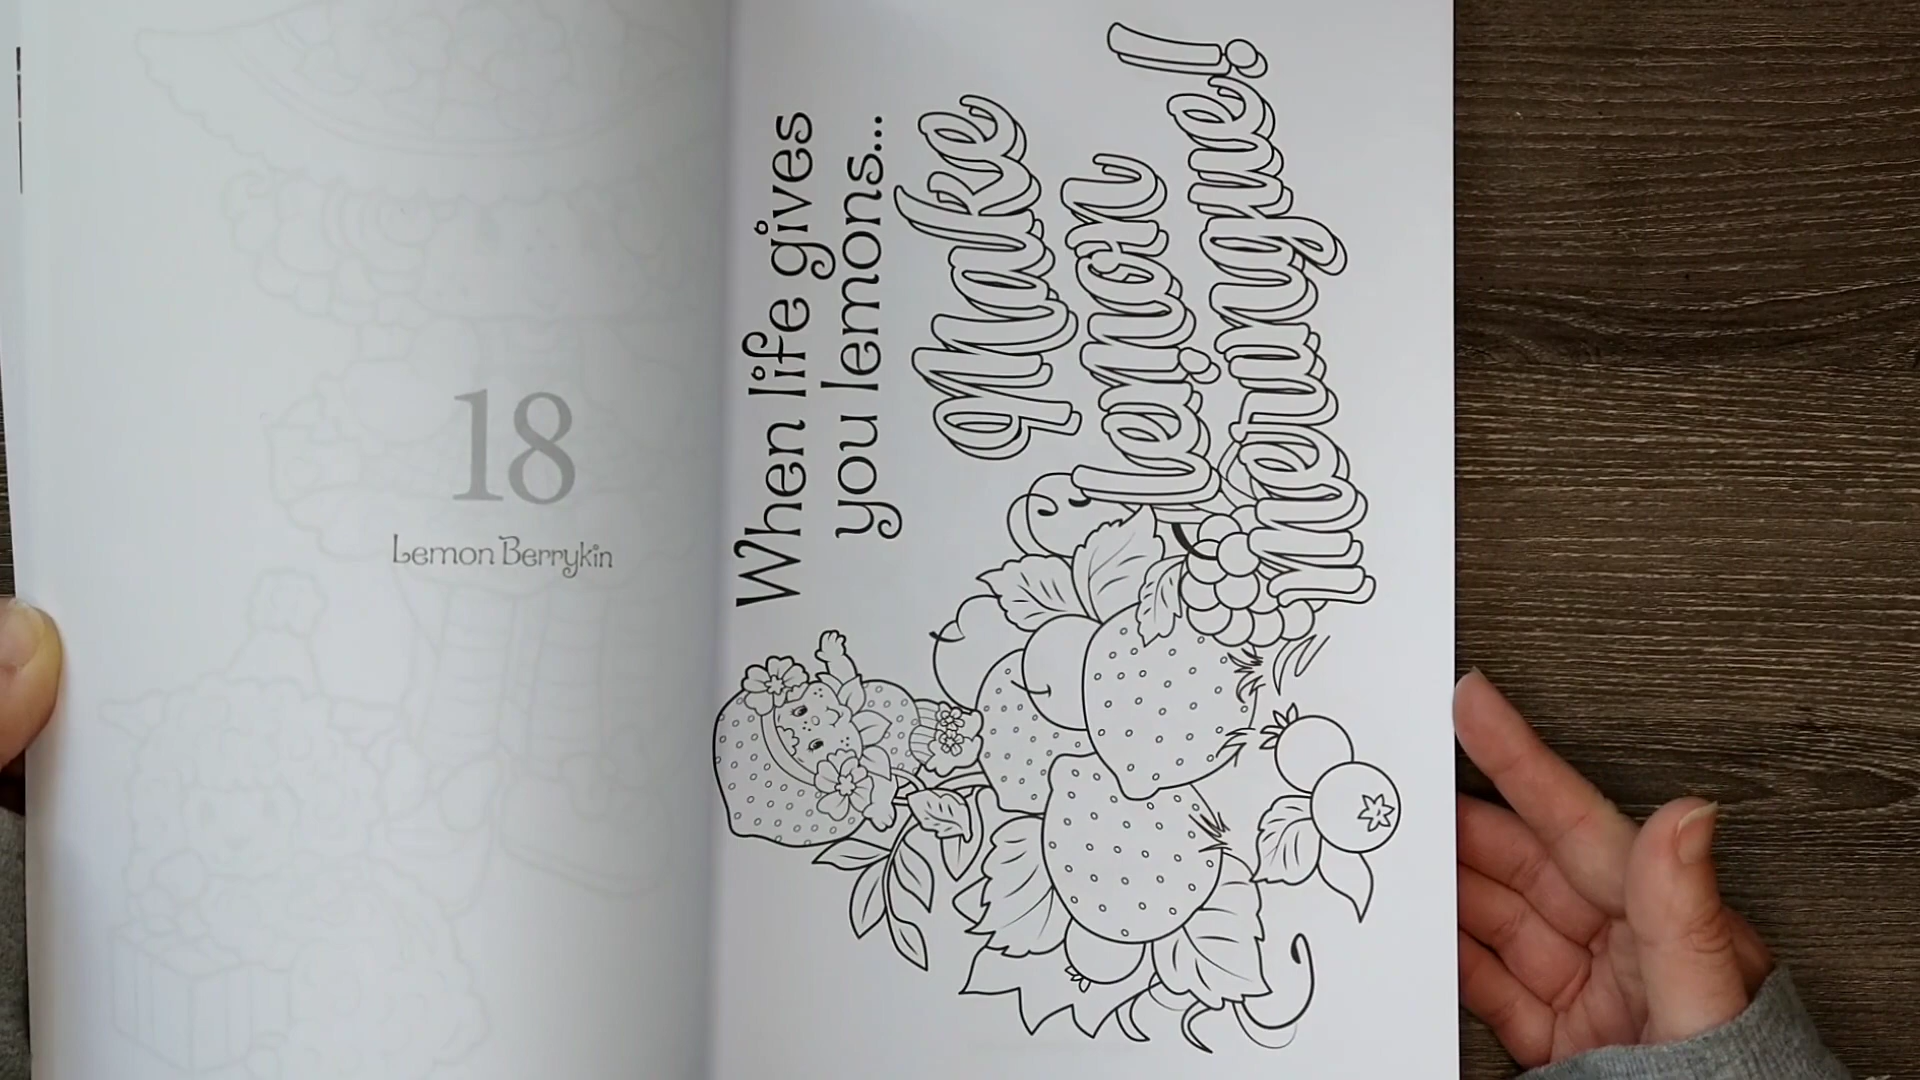 18
Lemon Berrykin
When life gives
you lemons...
Make
Lemon
Meringue!